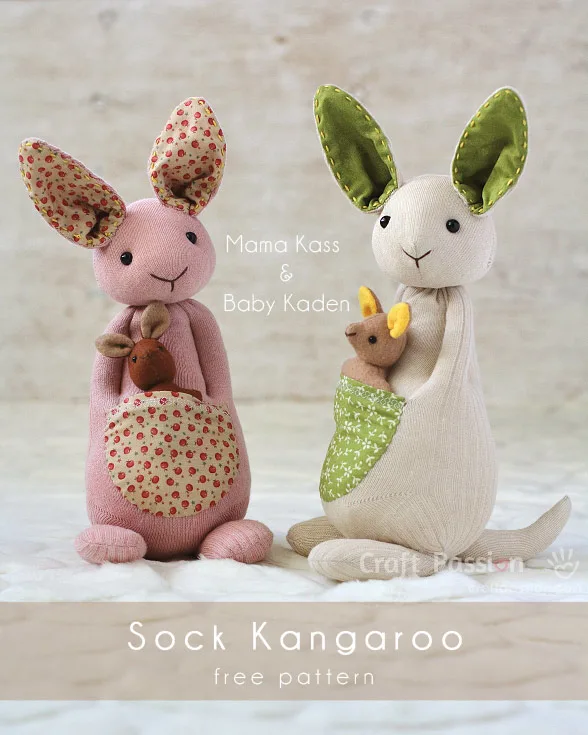 Mama Kass
&
Baby Kaden
Craft Passion
Sock Kangaroo
free pattern